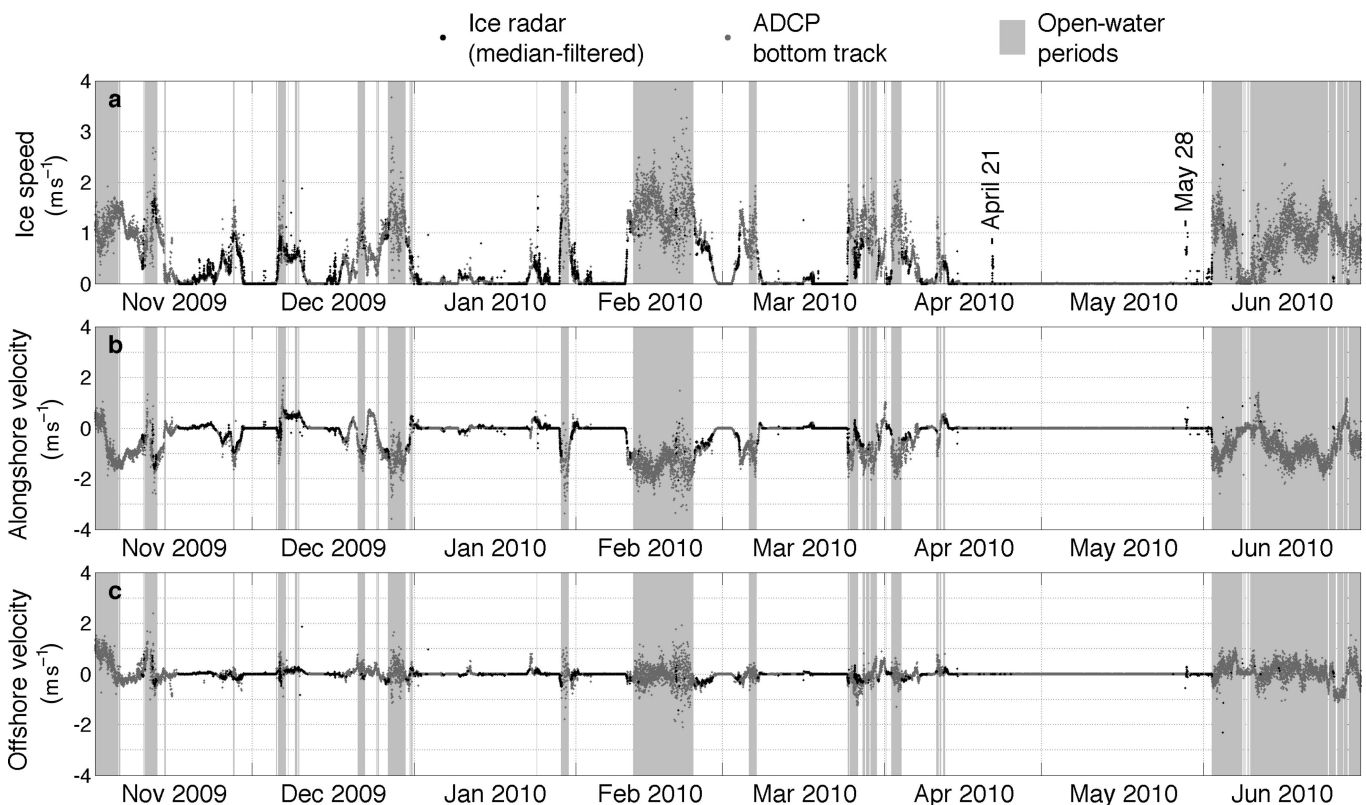 Ice radar
(median-filtered)
ADCP
bottom track
Open-water
periods
a
Ice speed
(m s⁻¹)
4
3
2
1
0
April 21
May 28
Nov 2009 Dec 2009 Jan 2010 Feb 2010 Mar 2010 Apr 2010 May 2010 Jun 2010
b
Alongshore velocity
(m s⁻¹)
4
2
0
-2
-4
Nov 2009 Dec 2009 Jan 2010 Feb 2010 Mar 2010 Apr 2010 May 2010 Jun 2010
c
Offshore velocity
(m s⁻¹)
4
2
0
-2
-4
Nov 2009 Dec 2009 Jan 2010 Feb 2010 Mar 2010 Apr 2010 May 2010 Jun 2010